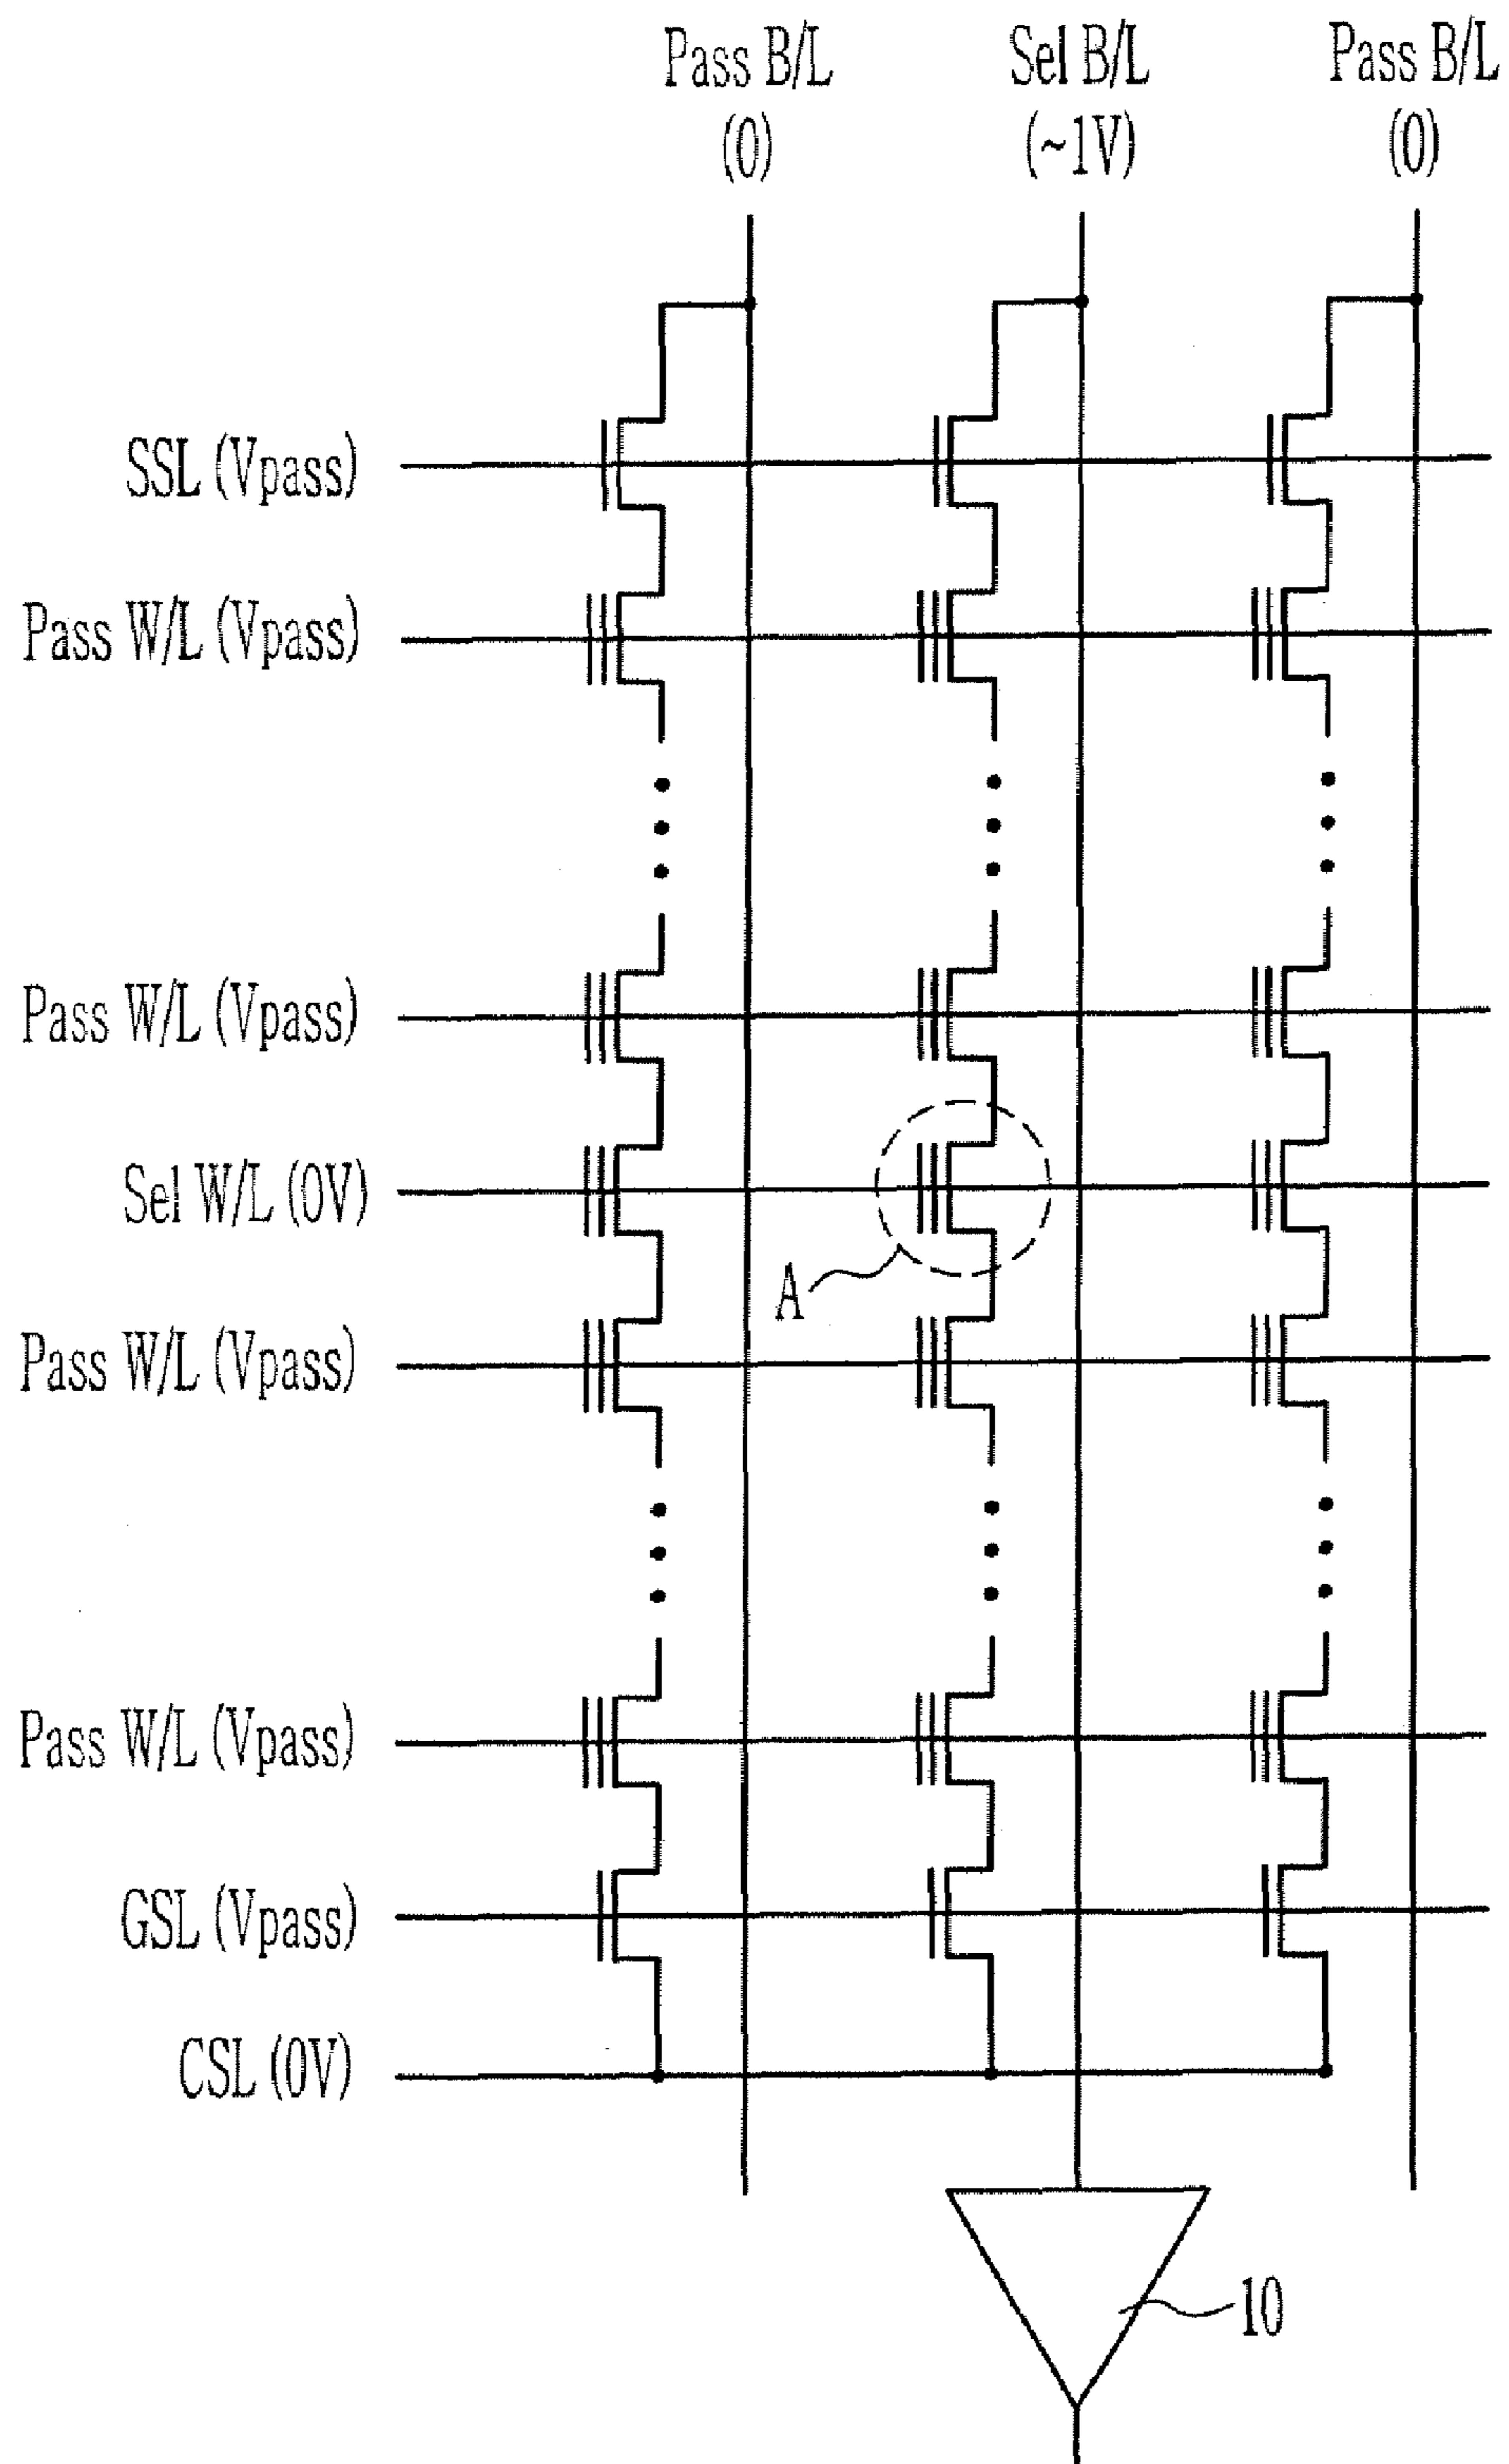 Pass B/L
(0)
Sel B/L
(~1V)
Pass B/L
(0)
SSL (Vpass)
Pass W/L (Vpass)
Pass W/L (Vpass)
Sel W/L (0V)
A
Pass W/L (Vpass)
Pass W/L (Vpass)
GSL (Vpass)
CSL (0V)
10